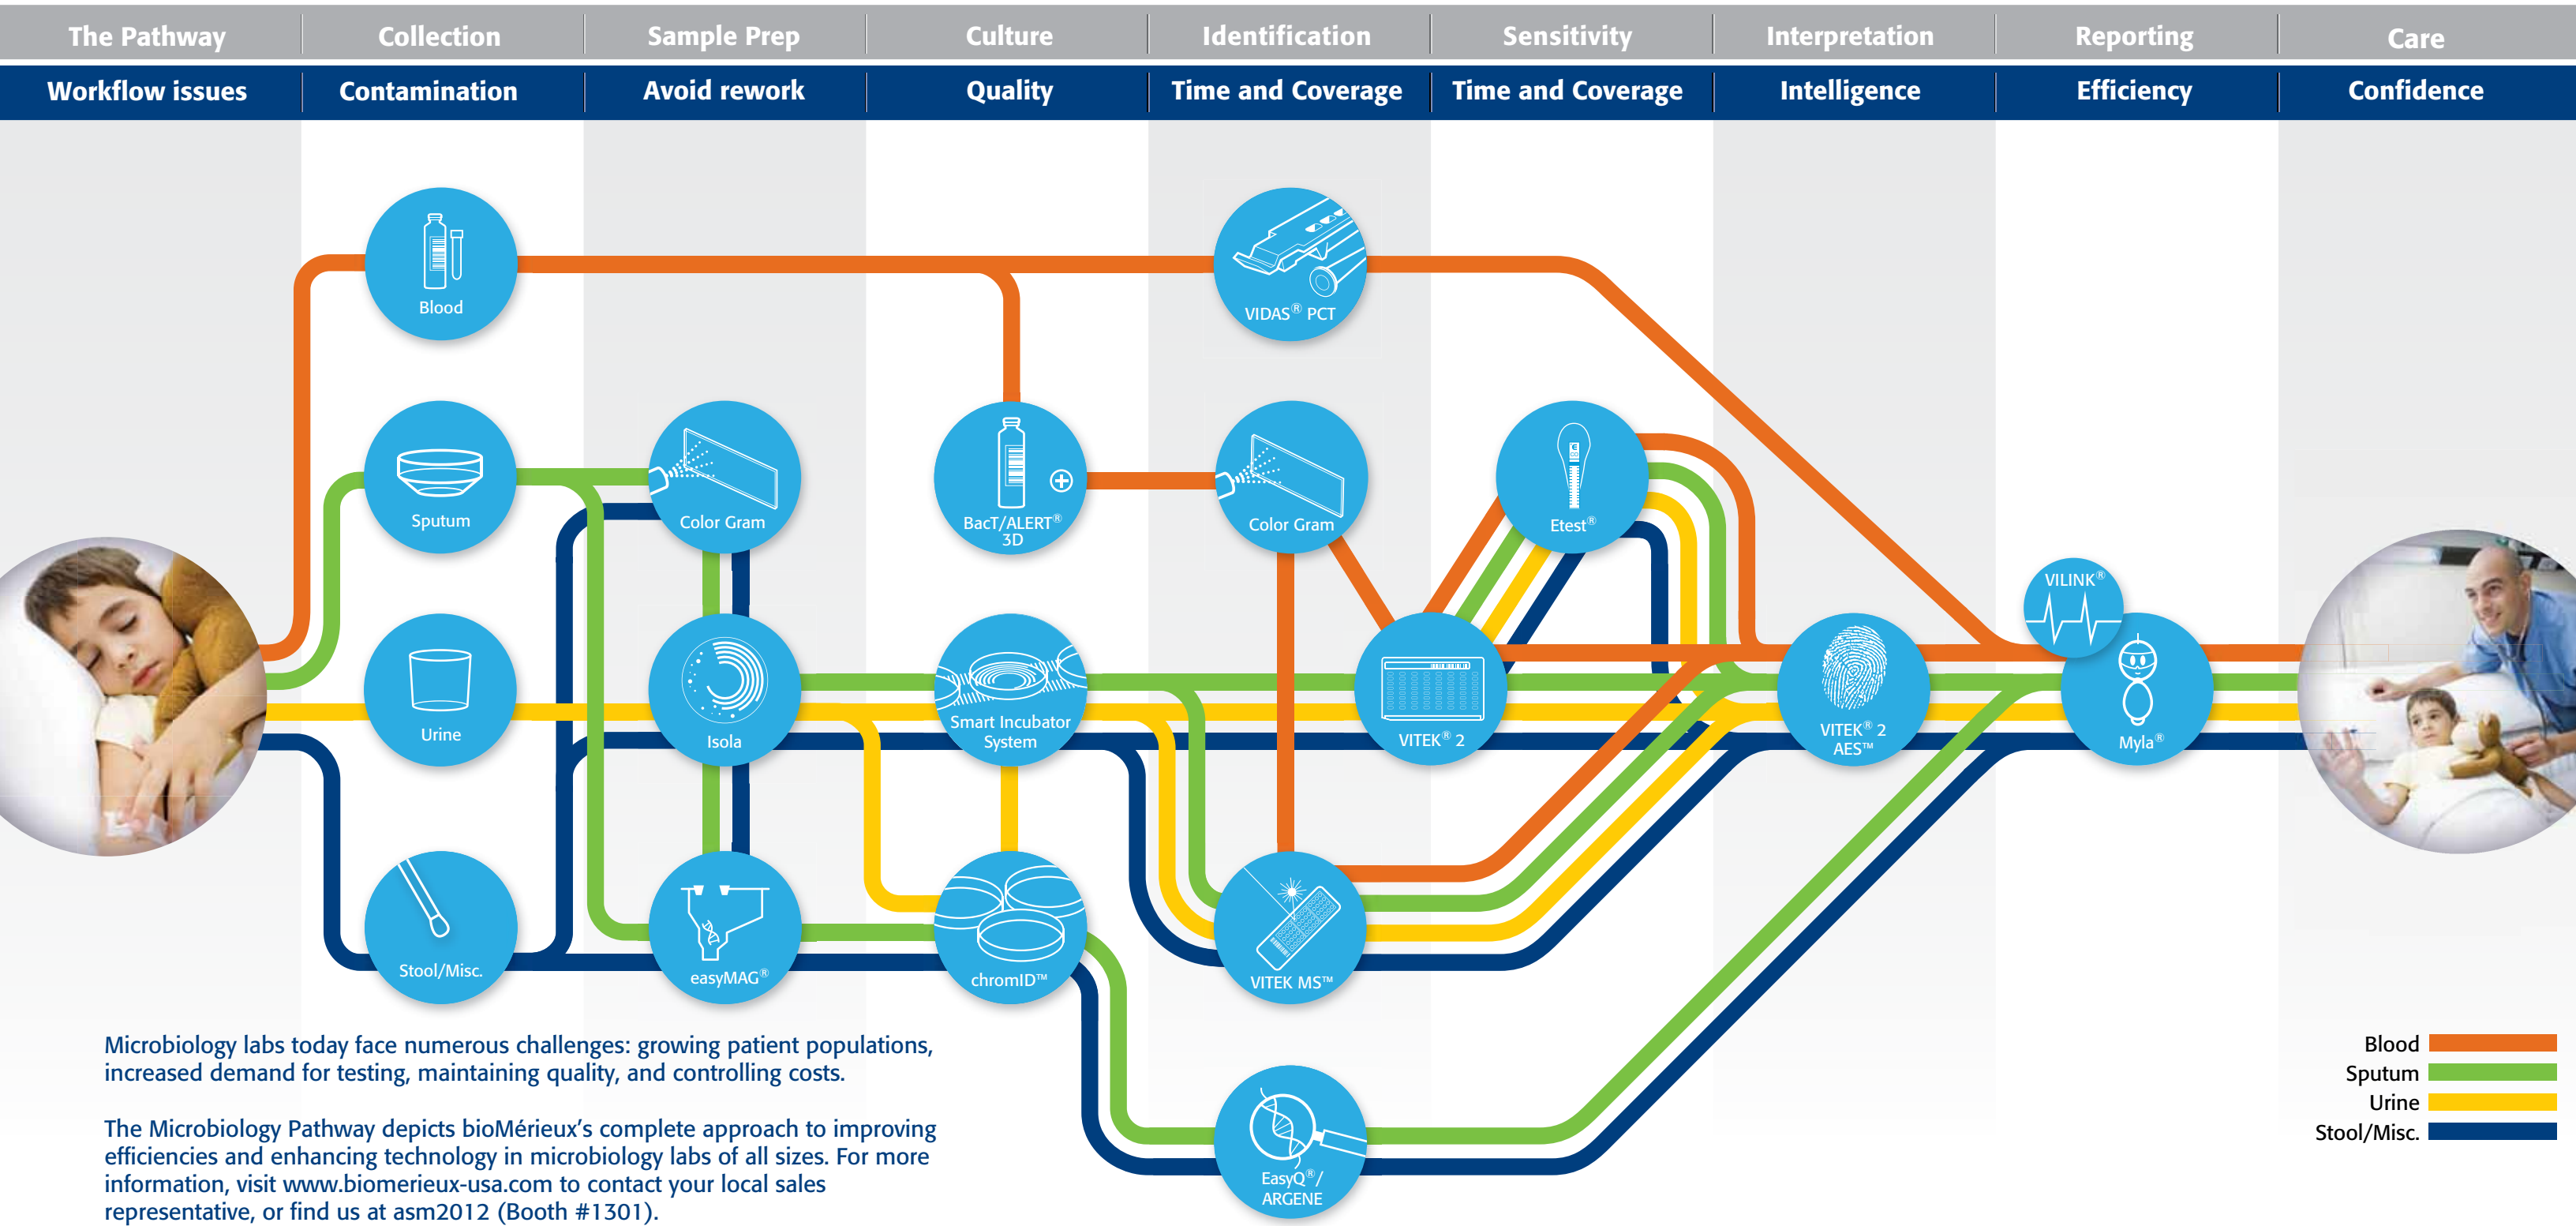 The Pathway
Collection
Sample Prep
Culture
Identification
Sensitivity
Interpretation
Reporting
Care
Workflow issues
Contamination
Avoid rework
Quality
Time and Coverage
Time and Coverage
Intelligence
Efficiency
Confidence
Blood
VIDAS® PCT
Sputum
Color Gram
BacT/ALERT®
3D
Color Gram
Etest®
VILINK®
Urine
Isola
Smart Incubator
System
VITEK® 2
VITEK® 2
AES™
Myla®
Stool/Misc.
easyMAG®
chromID™
VITEK MS™
EasyQ®/
ARGENE
Microbiology labs today face numerous challenges: growing patient populations,
increased demand for testing, maintaining quality, and controlling costs.
The Microbiology Pathway depicts bioMérieux’s complete approach to improving
efficiencies and enhancing technology in microbiology labs of all sizes. For more
information, visit www.biomerieux-usa.com to contact your local sales
representative, or find us at asm2012 (Booth #1301).
Blood
Sputum
Urine
Stool/Misc.